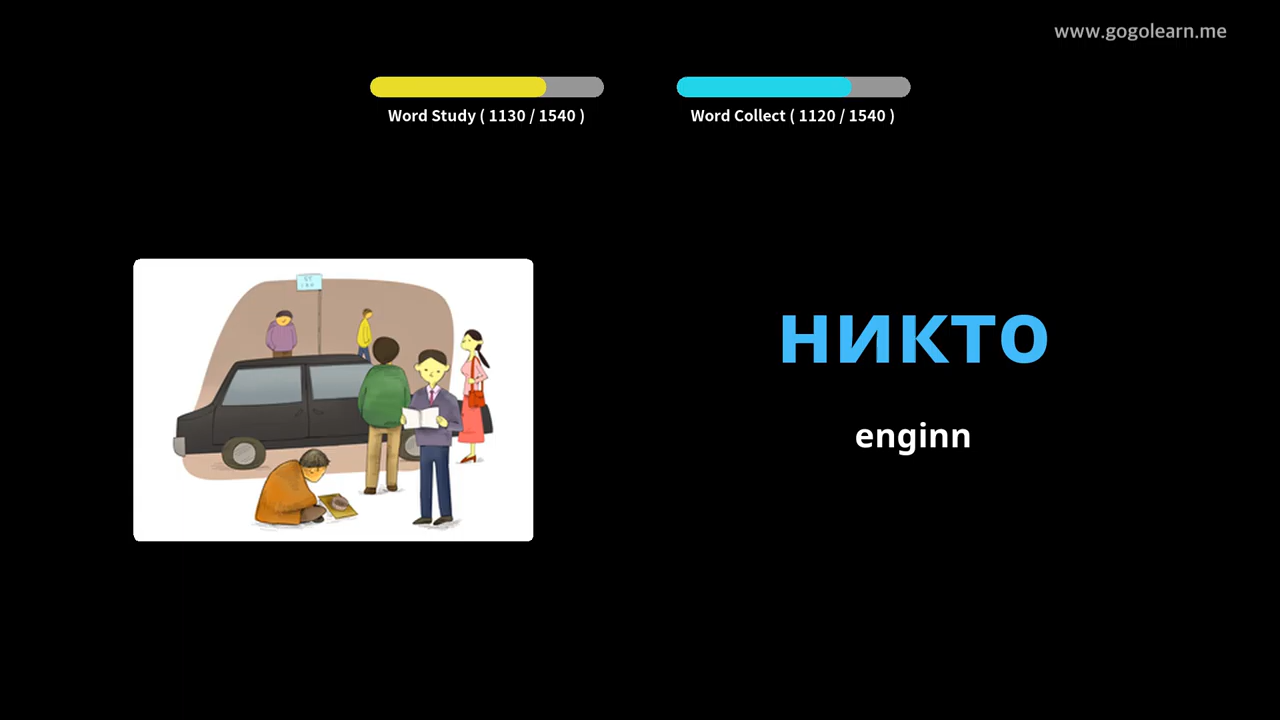 www.gogolearn.me
Word Study ( 1130 / 1540 )
Word Collect ( 1120 / 1540 )
никто
enginn